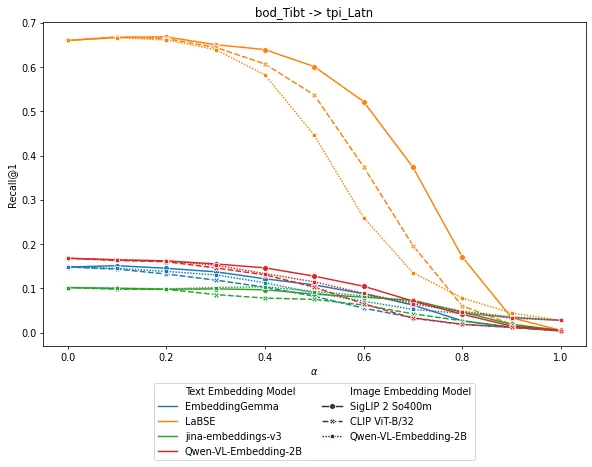 bod_Tibt -> tpi_Latn
0.7
0.6
0.5
0.4
0.3
0.2
0.1
0.0
Recall@1
0.0 0.2 0.4 0.6 0.8 1.0
α
Text Embedding Model Image Embedding Model
EmbeddingGemma SigLIP 2 So400m
LaBSE CLIP ViT-B/32
jina-embeddings-v3 Qwen-VL-Embedding-2B
Qwen-VL-Embedding-2B